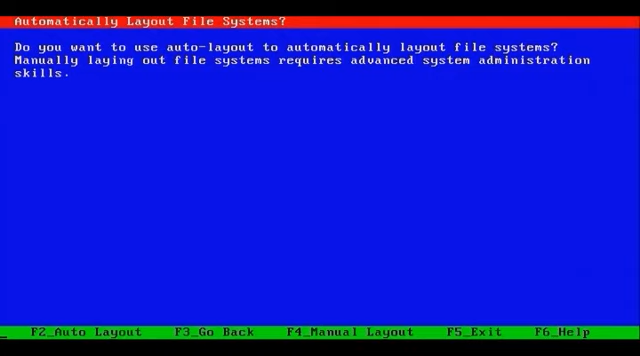 Automatically Layout File Systems?
Do you want to use auto-layout to automatically layout file systems?
Manually laying out file systems requires advanced system administration
skills.
_ F2_Auto Layout F3_Go Back F4_Manual Layout F5_Exit F6_Help